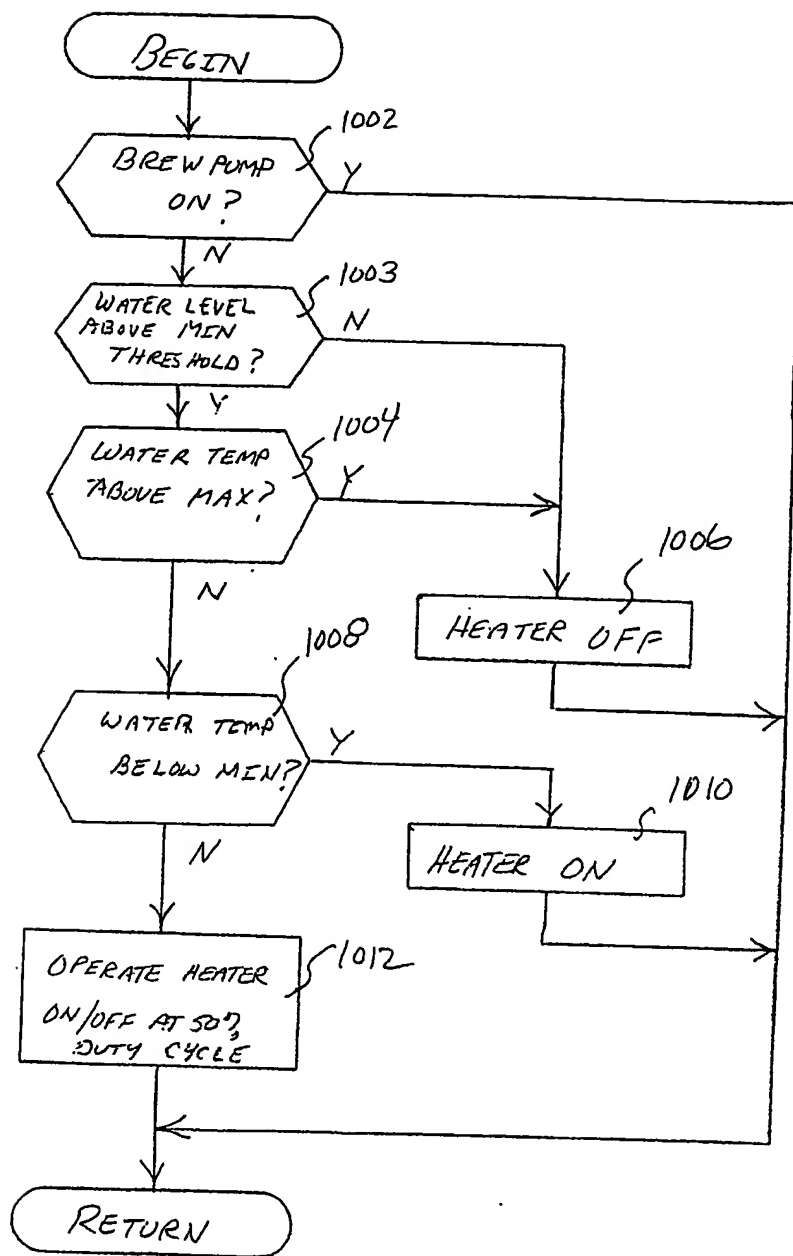 BEGIN
1002
BREW PUMP
ON?
Y
N
1003
WATER LEVEL
ABOVE MIN
THRESHOLD?
N
Y
1004
WATER TEMP
ABOVE MAX?
Y
N
1006
HEATER OFF
1008
WATER TEMP
BELOW MIN?
Y
N
1010
HEATER ON
1012
OPERATE HEATER
ON/OFF AT 50%
DUTY CYCLE
RETURN